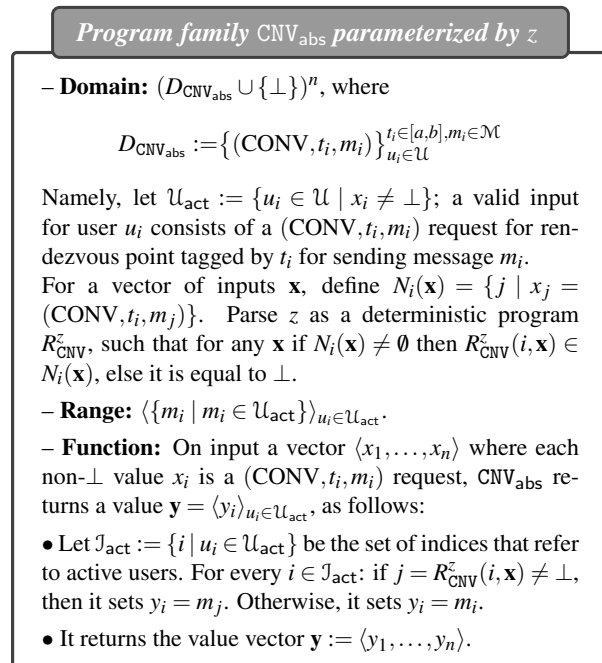 Program family CNV_abs parameterized by z
– Domain: (D_CNV_abs ∪ {⊥})^n, where
D_CNV_abs := {(CONV, t_i, m_i)}_{u_i∈𝒰}^{t_i∈[a,b], m_i∈ℳ}
Namely, let 𝒰_act := {u_i ∈ 𝒰 | x_i ≠ ⊥}; a valid input
for user u_i consists of a (CONV, t_i, m_i) request for ren-
dezvous point tagged by t_i for sending message m_i.
For a vector of inputs x, define N_i(x) = {j | x_j =
(CONV, t_i, m_j)}. Parse z as a deterministic program
R^z_CNV, such that for any x if N_i(x) ≠ ∅ then R^z_CNV(i, x) ∈
N_i(x), else it is equal to ⊥.
– Range: ⟨{m_i | m_i ∈ 𝒰_act}⟩_{u_i∈𝒰_act}.
– Function: On input a vector ⟨x_1, . . . , x_n⟩ where each
non-⊥ value x_i is a (CONV, t_i, m_i) request, CNV_abs re-
turns a value y = ⟨y_i⟩_{u_i∈𝒰_act}, as follows:
• Let ℐ_act := {i | u_i ∈ 𝒰_act} be the set of indices that refer
to active users. For every i ∈ ℐ_act: if j = R^z_CNV(i, x) ≠ ⊥,
then it sets y_i = m_j. Otherwise, it sets y_i = m_i.
• It returns the value vector y := ⟨y_1, . . . , y_n⟩.